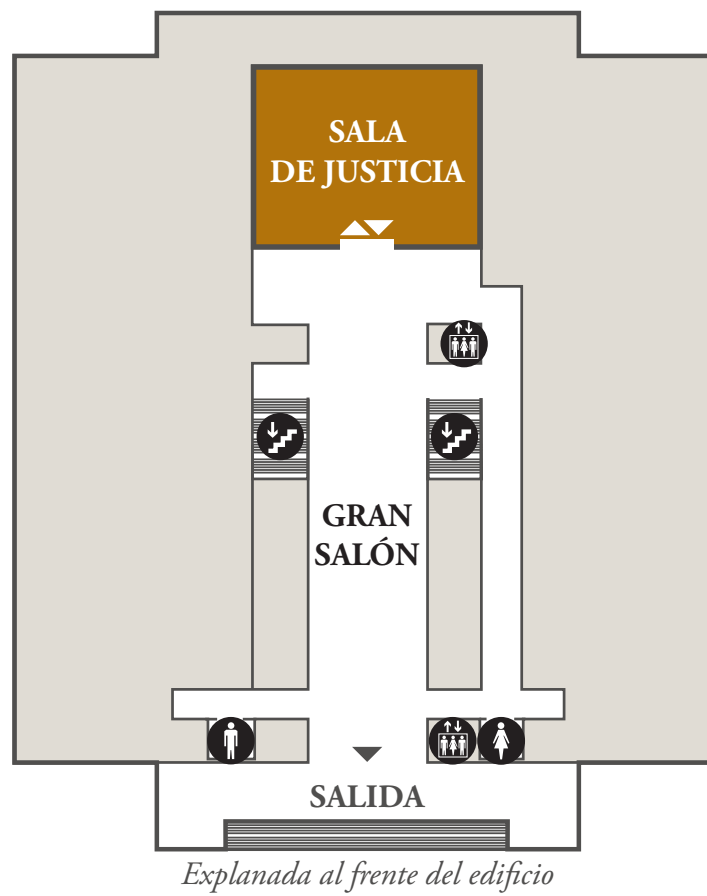 SALA
DE JUSTICIA
GRAN
SALÓN
SALIDA
Explanada al frente del edificio